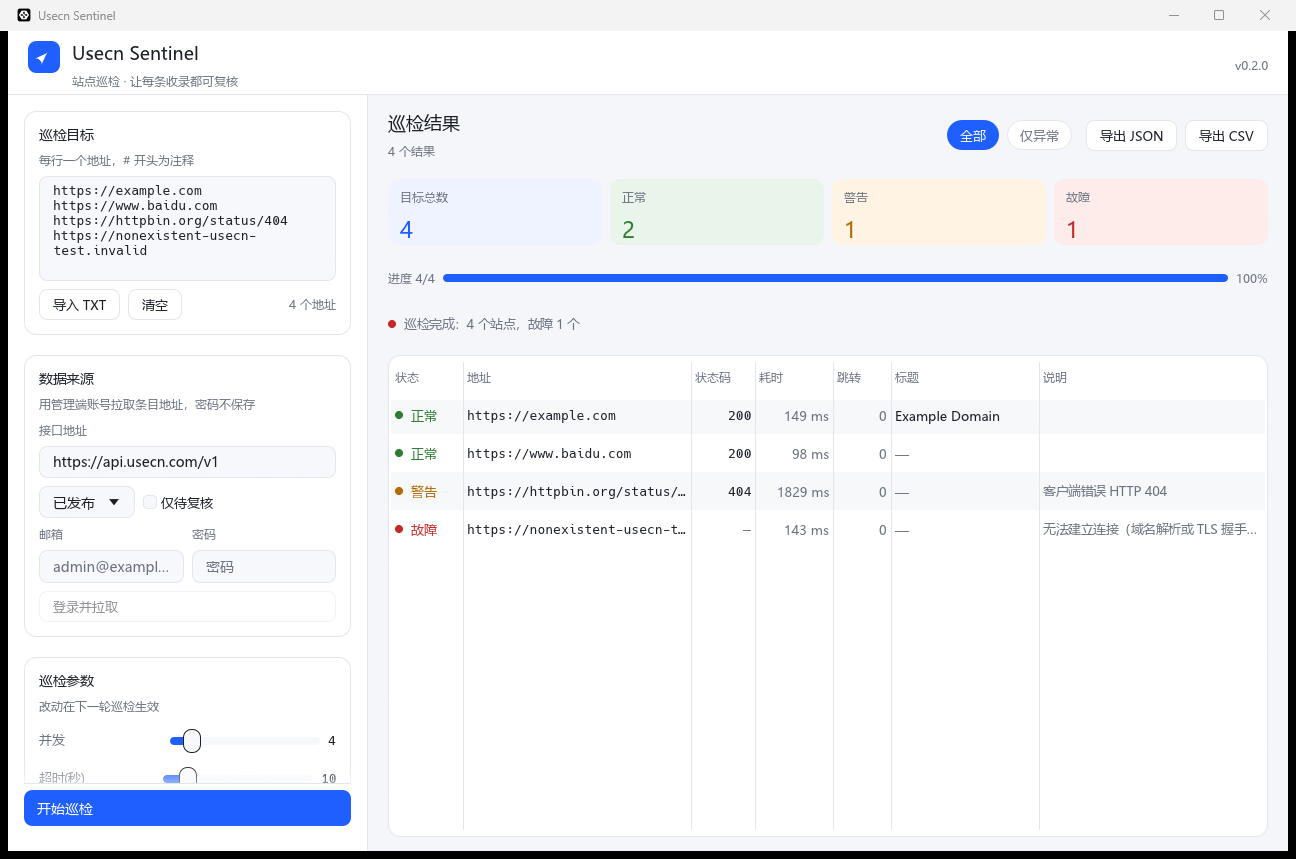 Usecn Sentinel
Usecn Sentinel
站点巡检 · 让每条收录都可复核
v0.2.0
巡检目标
每行一个地址，# 开头为注释
https://example.com
https://www.baidu.com
https://httpbin.org/status/404
https://nonexistent-usecn-
test.invalid
导入 TXT
清空
4 个地址
数据来源
用管理端账号拉取条目地址，密码不保存
接口地址
https://api.usecn.com/v1
已发布
仅待复核
邮箱
密码
admin@exampl...
密码
登录并拉取
巡检参数
改动在下一轮巡检生效
并发
4
超时(秒)
10
开始巡检
巡检结果
4 个结果
全部
仅异常
导出 JSON
导出 CSV
目标总数
4
正常
2
警告
1
故障
1
进度 4/4
100%
巡检完成：4 个站点，故障 1 个
状态 地址 状态码 耗时 跳转 标题 说明
正常 https://example.com 200 149 ms 0 Example Domain
正常 https://www.baidu.com 200 98 ms 0 —
警告 https://httpbin.org/status/… 404 1829 ms 0 — 客户端错误 HTTP 404
故障 https://nonexistent-usecn-t… — 143 ms 0 — 无法建立连接（域名解析或 TLS 握手…